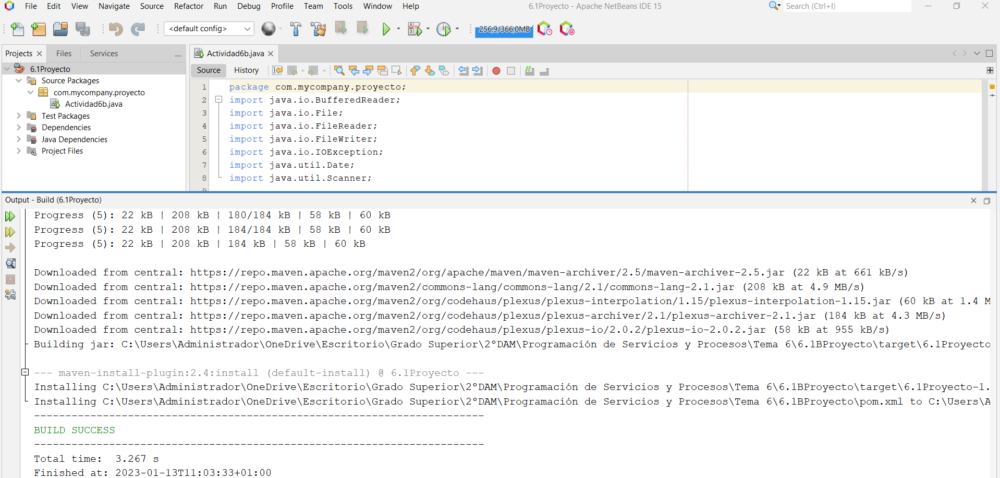 File Edit View Navigate Source Refactor Run Debug Profile Team Tools Window Help 6.1Proyecto - Apache NetBeans IDE 15 Search (Ctrl+I)
<default config> 256,9/366,0MB
Projects Files Services Actividad6b.java
6.1Proyecto
Source Packages
com.mycompany.proyecto
Actividad6b.java
Test Packages
Dependencies
Java Dependencies
Project Files
Source History
1 package com.mycompany.proyecto;
2 import java.io.BufferedReader;
3 import java.io.File;
4 import java.io.FileReader;
5 import java.io.FileWriter;
6 import java.io.IOException;
7 import java.util.Date;
8 import java.util.Scanner;
9
Output - Build (6.1Proyecto)
Progress (5): 22 kB | 208 kB | 180/184 kB | 58 kB | 60 kB
Progress (5): 22 kB | 208 kB | 184/184 kB | 58 kB | 60 kB
Progress (5): 22 kB | 208 kB | 184 kB | 58 kB | 60 kB
Downloaded from central: https://repo.maven.apache.org/maven2/org/apache/maven/maven-archiver/2.5/maven-archiver-2.5.jar (22 kB at 661 kB/s)
Downloaded from central: https://repo.maven.apache.org/maven2/commons-lang/commons-lang/2.1/commons-lang-2.1.jar (208 kB at 4.9 MB/s)
Downloaded from central: https://repo.maven.apache.org/maven2/org/codehaus/plexus/plexus-interpolation/1.15/plexus-interpolation-1.15.jar (60 kB at 1.4 M
Downloaded from central: https://repo.maven.apache.org/maven2/org/codehaus/plexus/plexus-archiver/2.1/plexus-archiver-2.1.jar (184 kB at 4.3 MB/s)
Downloaded from central: https://repo.maven.apache.org/maven2/org/codehaus/plexus/plexus-io/2.0.2/plexus-io-2.0.2.jar (58 kB at 955 kB/s)
Building jar: C:\Users\Administrador\OneDrive\Escritorio\Grado Superior\2ºDAM\Programación de Servicios y Procesos\Tema 6\6.1BProyecto\target\6.1Proyecto
--- maven-install-plugin:2.4:install (default-install) @ 6.1Proyecto ---
Installing C:\Users\Administrador\OneDrive\Escritorio\Grado Superior\2ºDAM\Programación de Servicios y Procesos\Tema 6\6.1BProyecto\target\6.1Proyecto-1.
Installing C:\Users\Administrador\OneDrive\Escritorio\Grado Superior\2ºDAM\Programación de Servicios y Procesos\Tema 6\6.1BProyecto\pom.xml to C:\Users\A
------------------------------------------------------------------------
BUILD SUCCESS
------------------------------------------------------------------------
Total time: 3.267 s
Finished at: 2023-01-13T11:03:33+01:00